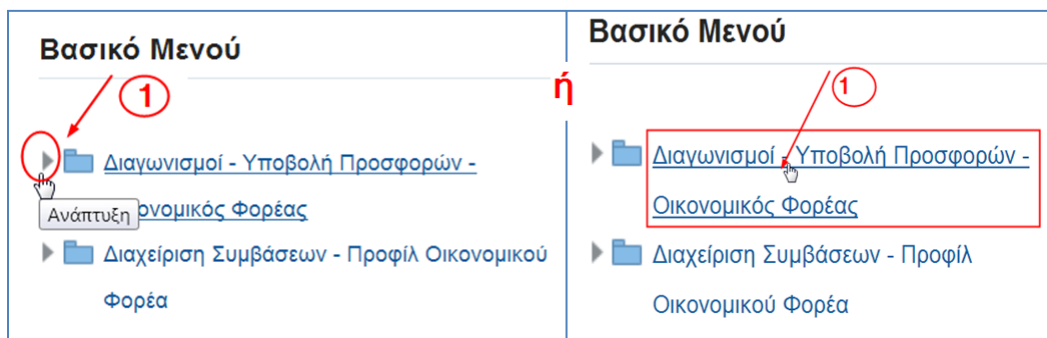 Βασικό Μενού
1
Διαγωνισμοί - Υποβολή Προσφορών -
Ανάπτυξη ονομικός Φορέας
Διαχείριση Συμβάσεων - Προφίλ Οικονομικού
Φορέα
ή
Βασικό Μενού
1
Διαγωνισμοί - Υποβολή Προσφορών -
Οικονομικός Φορέας
Διαχείριση Συμβάσεων - Προφίλ
Οικονομικού Φορέα